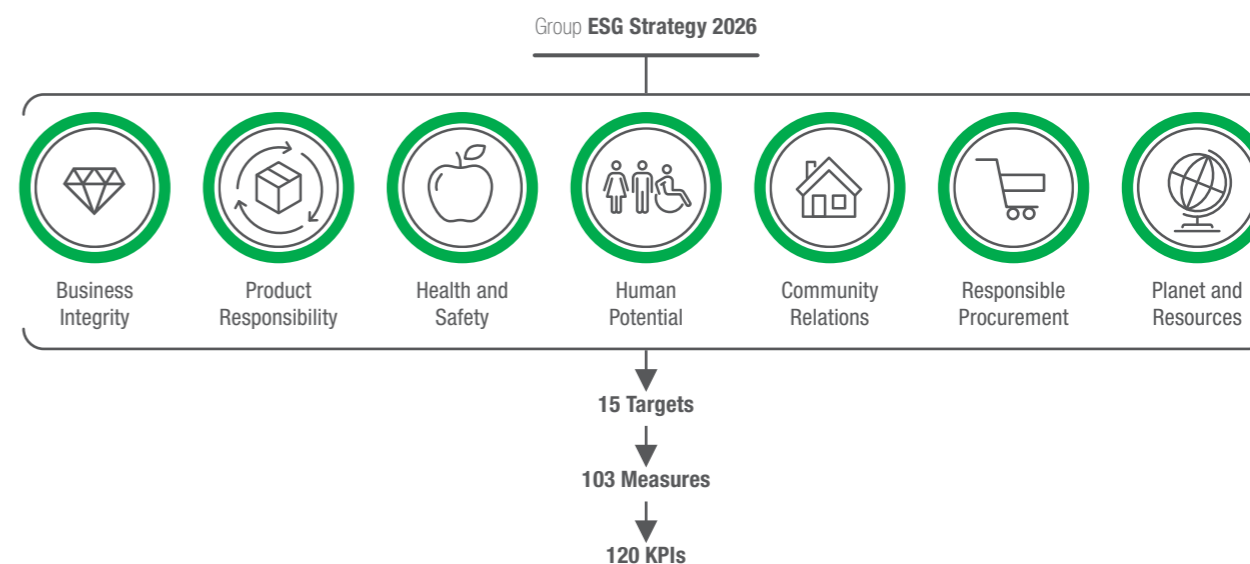 Group ESG Strategy 2026
Business
Integrity
Product
Responsibility
Health and
Safety
Human
Potential
Community
Relations
Responsible
Procurement
Planet and
Resources
15 Targets
103 Measures
120 KPIs